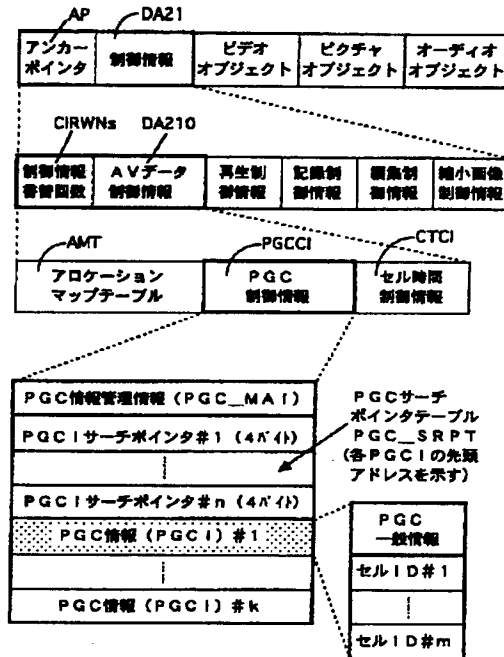 AP
DA21
アンカー
ポインタ
制御情報
ビデオ
オブジェクト
ピクチャ
オブジェクト
オーディオ
オブジェクト
CIRWNs
DA210
制御情報
書替回数
AVデータ
制御情報
再生制
御情報
記録制
御情報
編集制
御情報
縮小画像
制御情報
AMT
PGCCI
CTCI
アロケーション
マップテーブル
PGC
制御情報
セル時間
制御情報
PGC情報管理情報(PGC_MAI)
PGCIサーチポインタ#1(4バイト)
PGCIサーチポインタ#n(4バイト)
PGC情報(PGCI)#1
PGC情報(PGCI)#k
PGCサーチ
ポインタテーブル
PGC_SRPT
(各PGCIの先頭
アドレスを示す)
PGC
一般情報
セルID#1
セルID#m